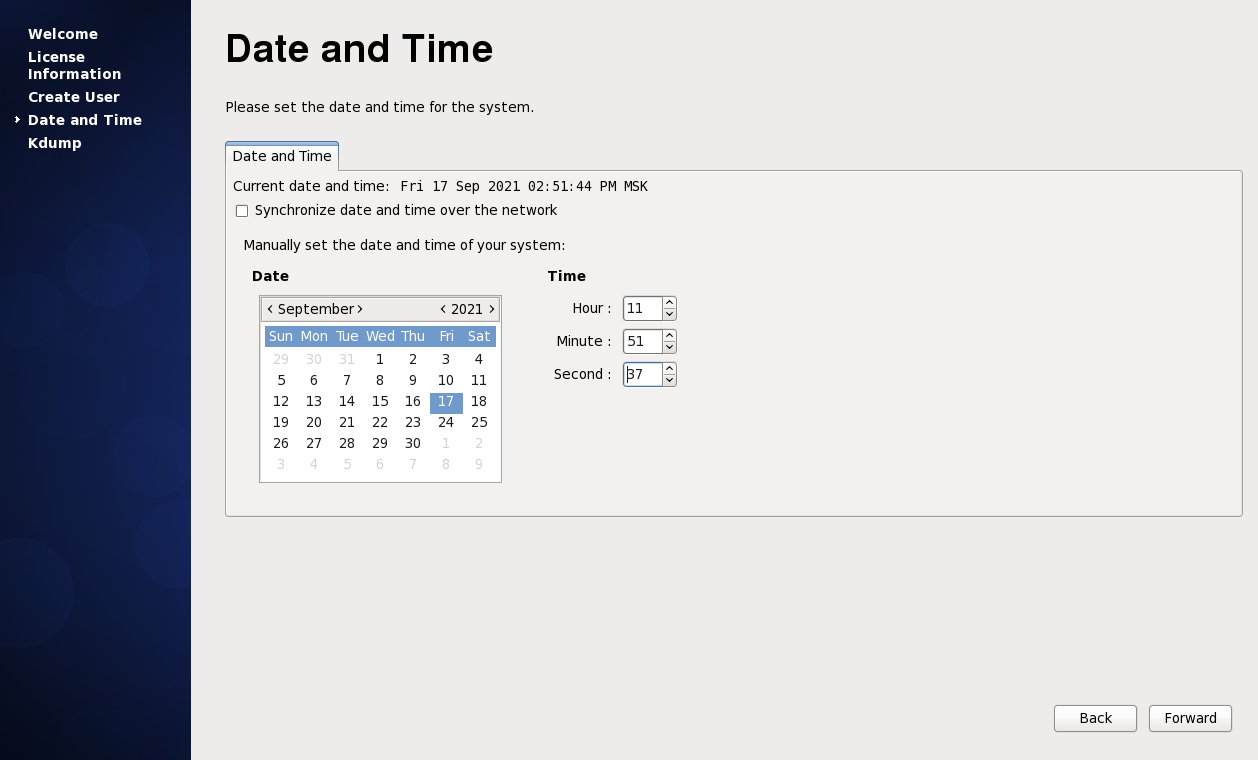 Welcome
License
Information
Create User
Date and Time
Kdump
Date and Time
Please set the date and time for the system.
Date and Time
Current date and time: Fri 17 Sep 2021 02:51:44 PM MSK
Synchronize date and time over the network
Manually set the date and time of your system:
Date
< September > < 2021 >
Sun Mon Tue Wed Thu Fri Sat
29 30 31 1 2 3 4
5 6 7 8 9 10 11
12 13 14 15 16 17 18
19 20 21 22 23 24 25
26 27 28 29 30 1 2
3 4 5 6 7 8 9
Time
Hour : 11
Minute : 51
Second : 37
Back
Forward